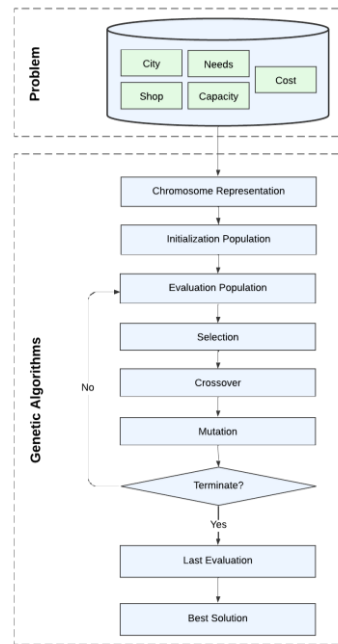 Problem
City
Needs
Cost
Shop
Capacity
Genetic Algorithms
Chromosome Representation
Initialization Population
Evaluation Population
Selection
Crossover
No
Mutation
Terminate?
Yes
Last Evaluation
Best Solution